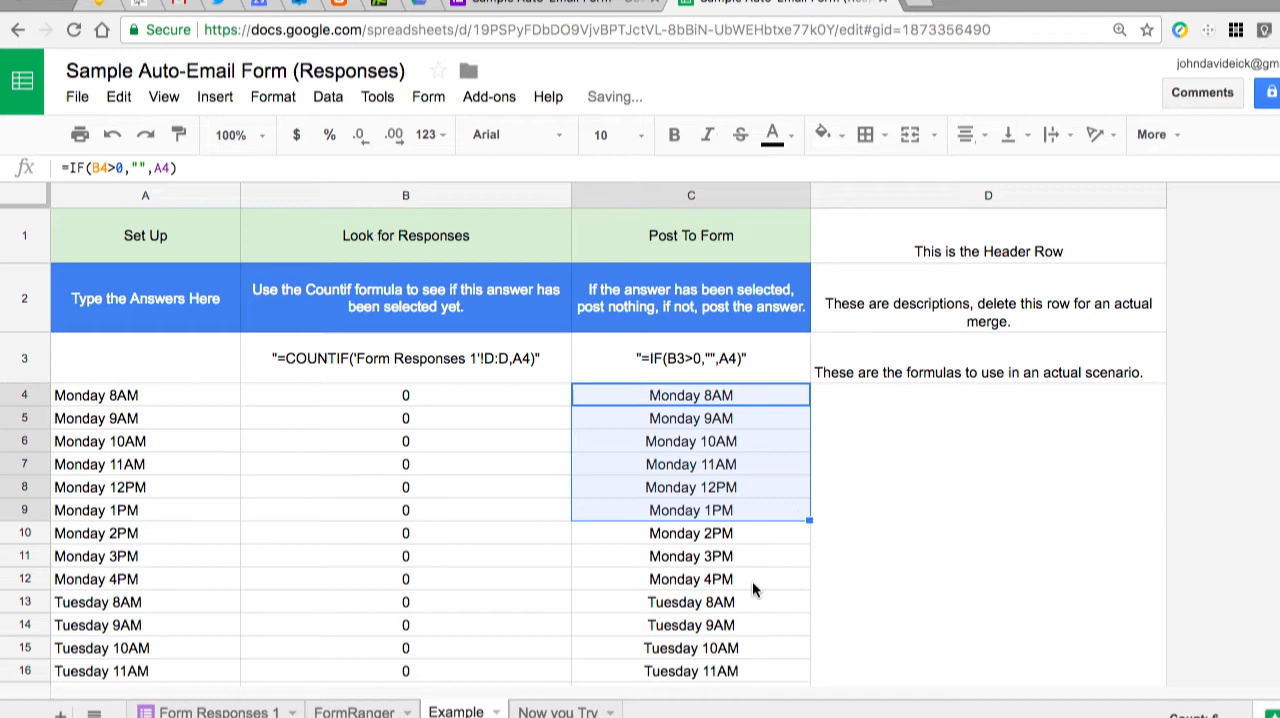 Secure https://docs.google.com/spreadsheets/d/19PSPyFDbDO9VjvBPTJctVL-8bBiN-UbWEHbtxe77k0Y/edit#gid=1873356490
Sample Auto-Email Form (Responses)
johndavideick@gm
File Edit View Insert Format Data Tools Form Add-ons Help Saving...
Comments
100% $ % .0 .00 123 Arial 10 B I S A More
fx =IF(B4>0,"",A4)
A B C D
1 Set Up Look for Responses Post To Form This is the Header Row
2 Type the Answers Here
Use the Countif formula to see if this answer has
been selected yet.
If the answer has been selected,
post nothing, if not, post the answer.
These are descriptions, delete this row for an actual
merge.
3 "=COUNTIF('Form Responses 1'!D:D,A4)" "=IF(B3>0,"",A4)" These are the formulas to use in an actual scenario.
4 Monday 8AM 0 Monday 8AM
5 Monday 9AM 0 Monday 9AM
6 Monday 10AM 0 Monday 10AM
7 Monday 11AM 0 Monday 11AM
8 Monday 12PM 0 Monday 12PM
9 Monday 1PM 0 Monday 1PM
10 Monday 2PM 0 Monday 2PM
11 Monday 3PM 0 Monday 3PM
12 Monday 4PM 0 Monday 4PM
13 Tuesday 8AM 0 Tuesday 8AM
14 Tuesday 9AM 0 Tuesday 9AM
15 Tuesday 10AM 0 Tuesday 10AM
16 Tuesday 11AM 0 Tuesday 11AM
Form Responses 1 FormRanger Example Now you Try